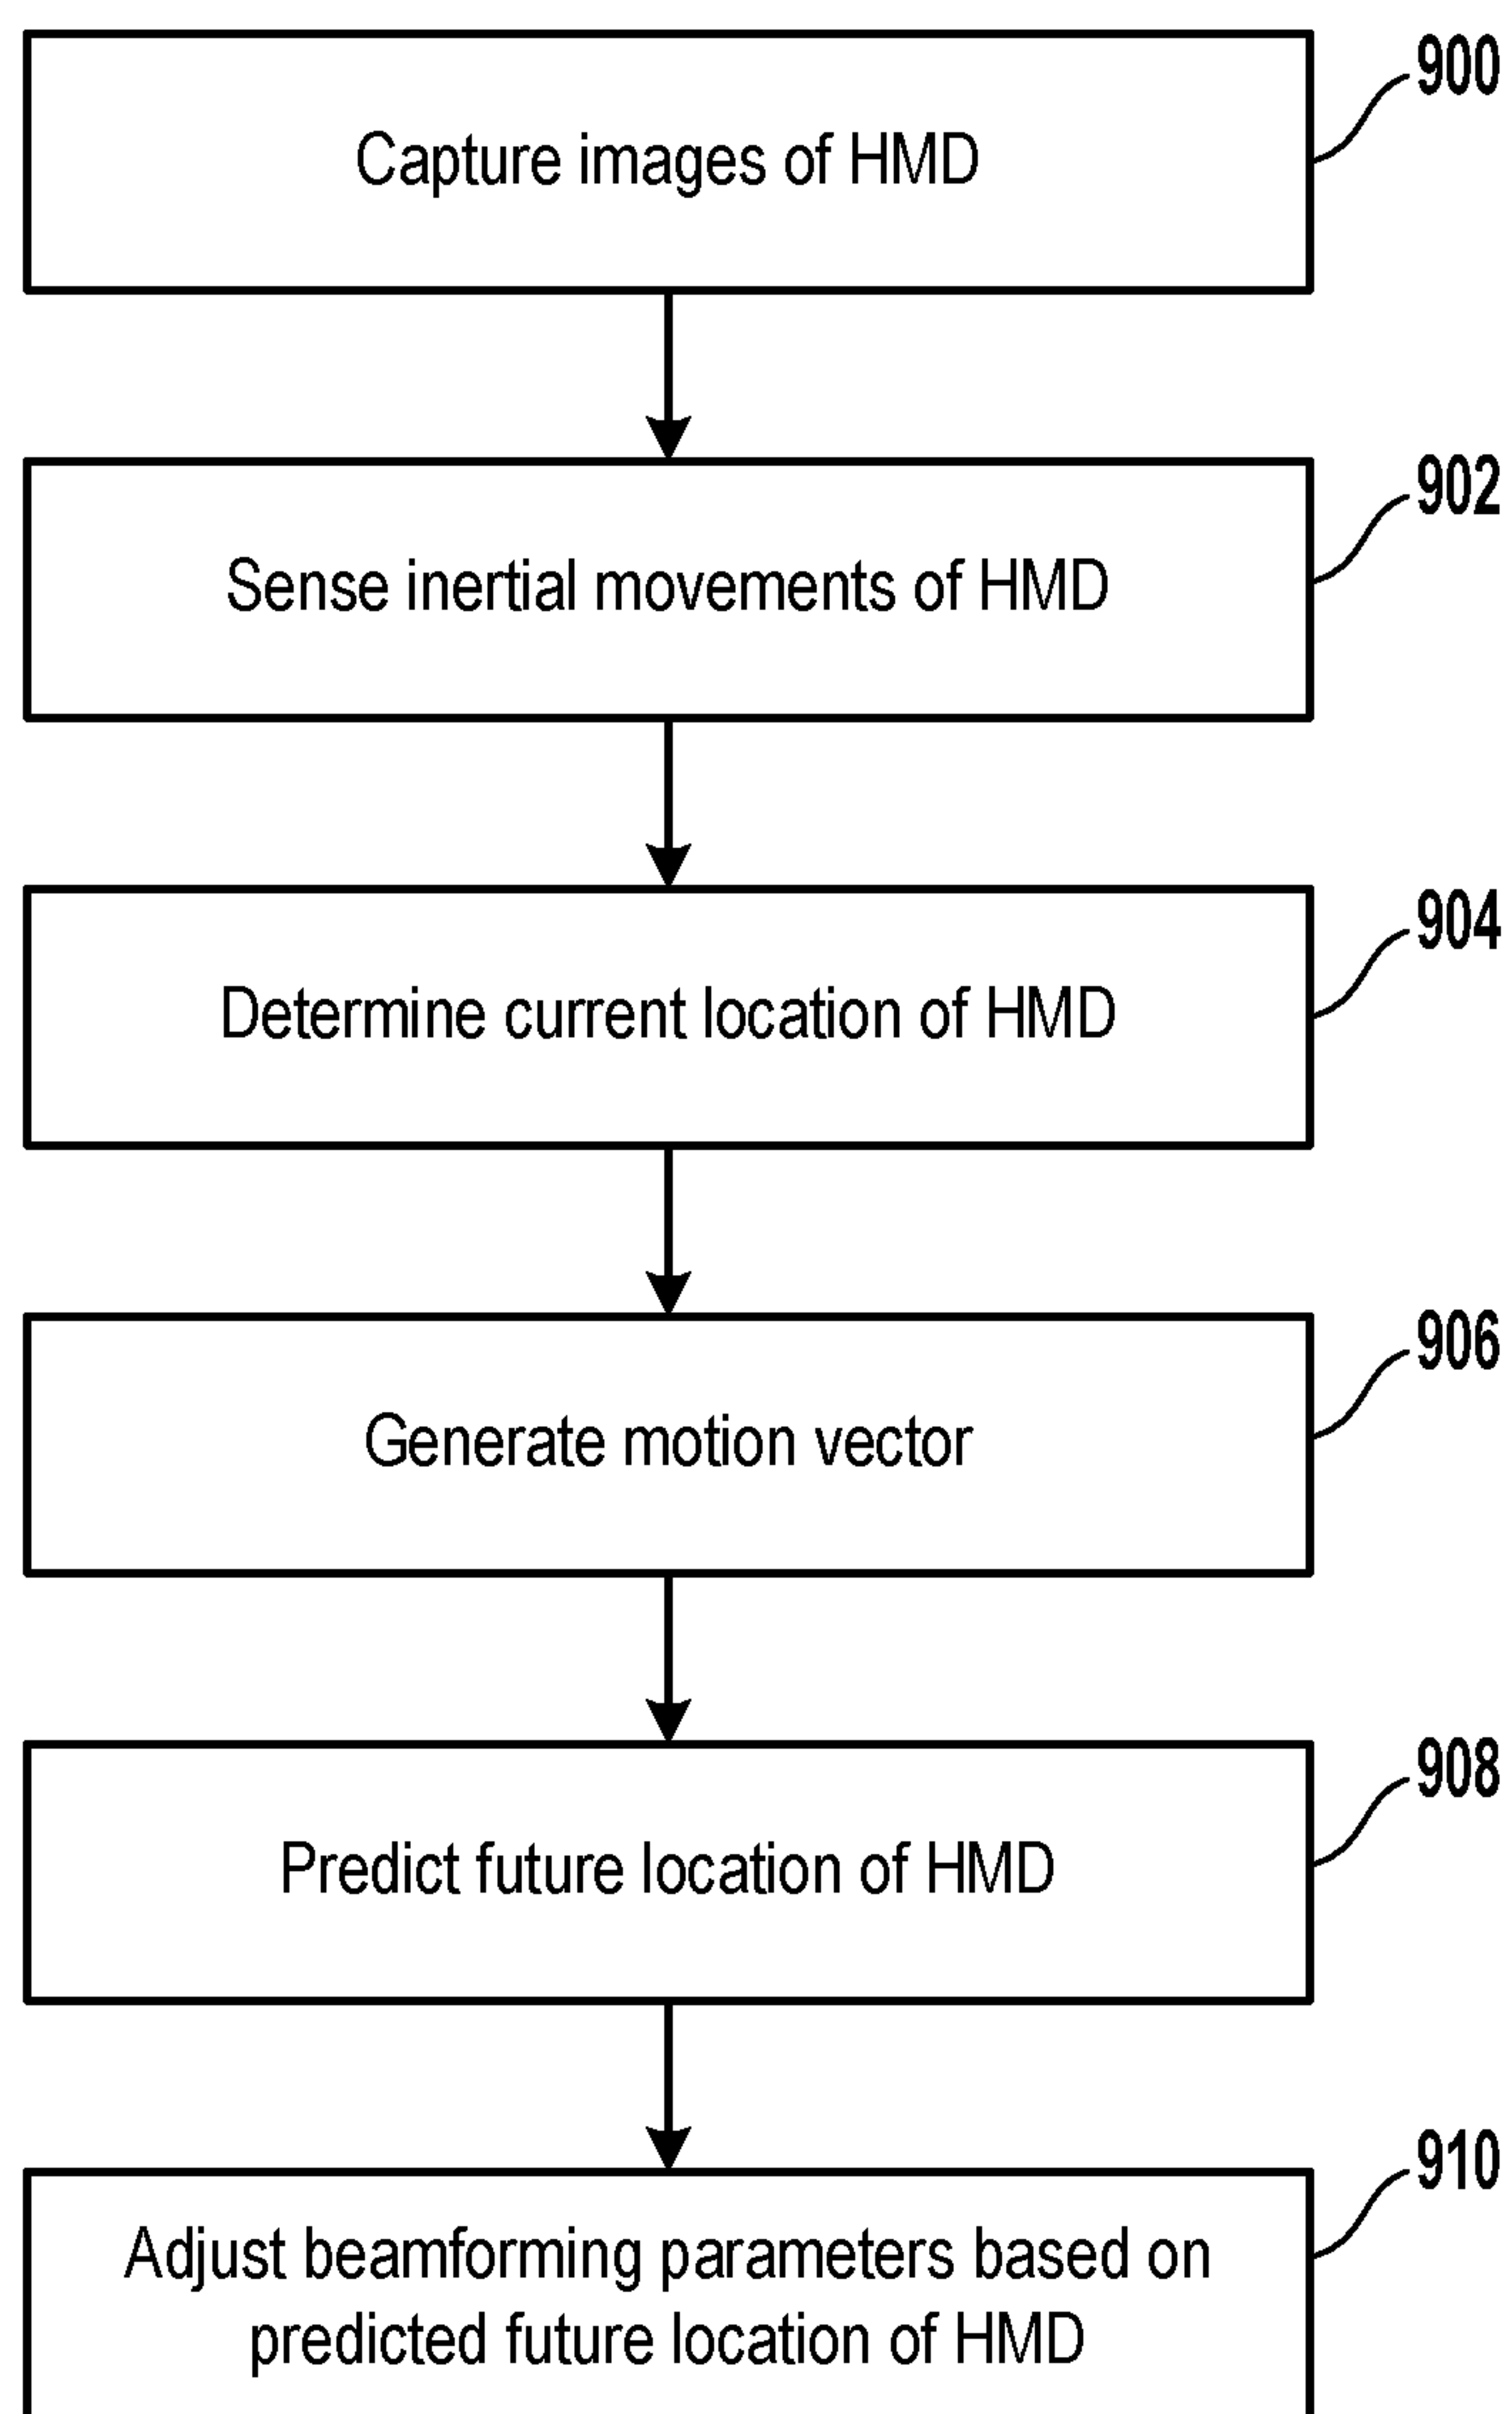 900
Capture images of HMD
902
Sense inertial movements of HMD
904
Determine current location of HMD
906
Generate motion vector
908
Predict future location of HMD
910
Adjust beamforming parameters based on
predicted future location of HMD